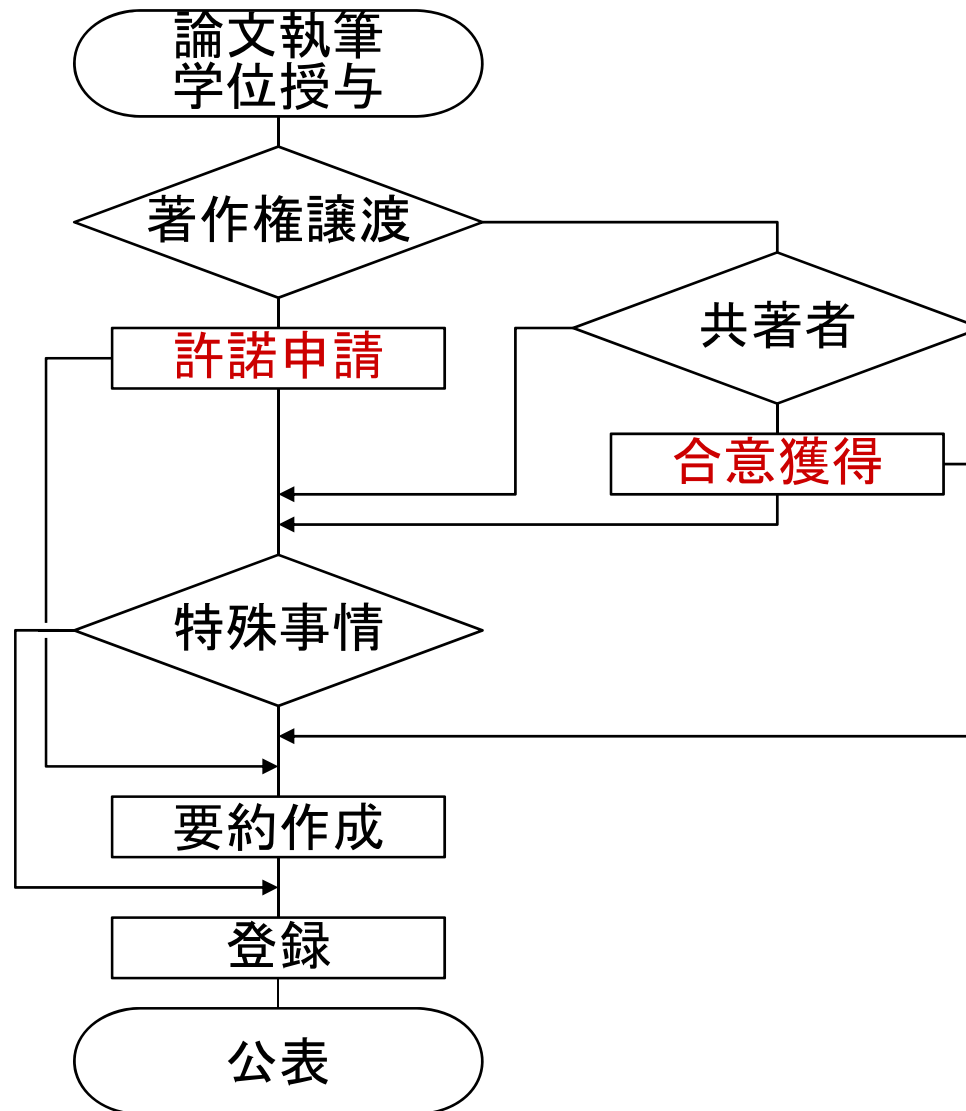 論文執筆
学位授与
著作権譲渡
共著者
許諾申請
合意獲得
特殊事情
要約作成
登録
公表